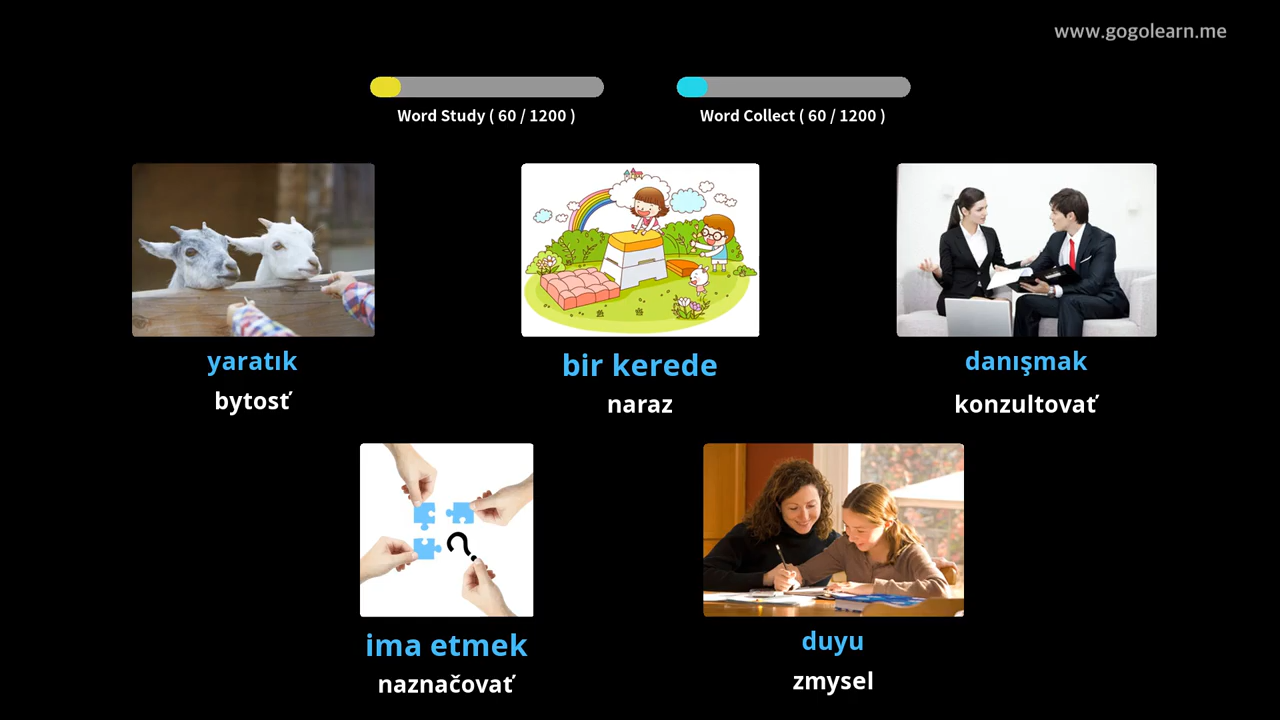 www.gogolearn.me
Word Study ( 60 / 1200 )
Word Collect ( 60 / 1200 )
yaratık
bytosť
bir kerede
naraz
danışmak
konzultovať
ima etmek
naznačovať
duyu
zmysel